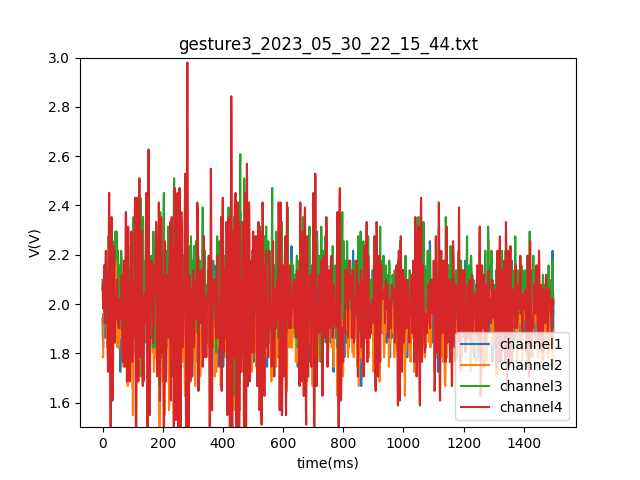 gesture3_2023_05_30_22_15_44.txt
3.0
2.8
2.6
2.4
2.2
2.0
1.8
1.6
V(V)
0 200 400 600 800 1000 1200 1400
time(ms)
channel1
channel2
channel3
channel4